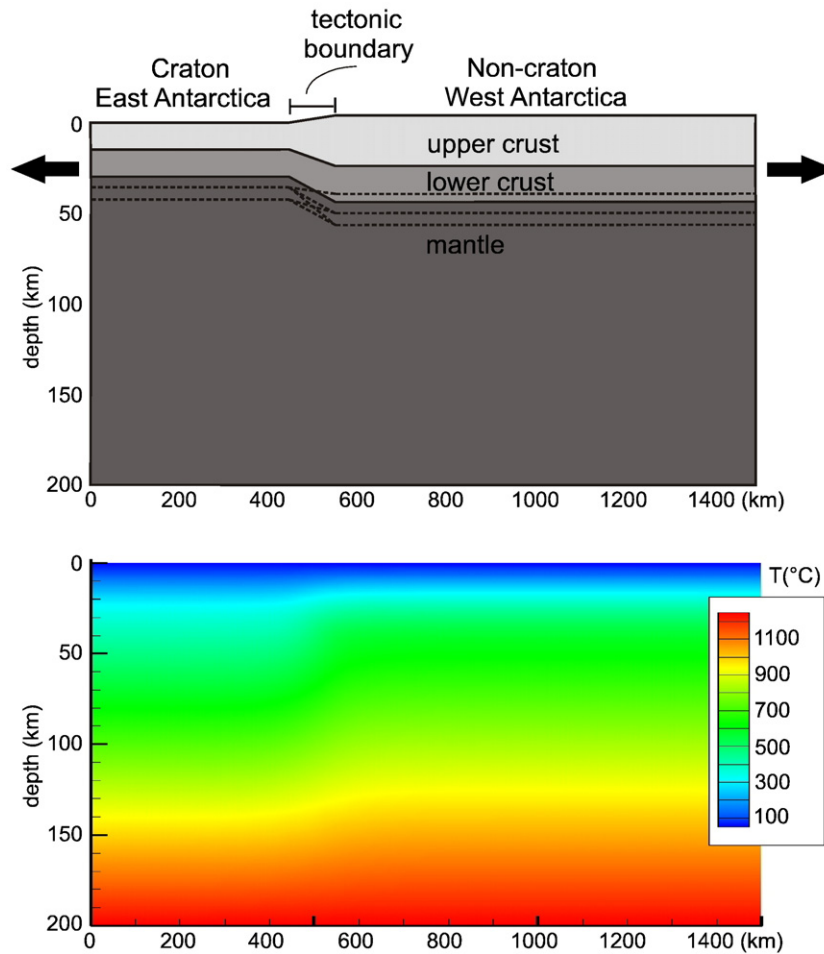 tectonic
boundary
Craton
East Antarctica
Non-craton
West Antarctica
0
50
100
150
200
depth (km)
upper crust
lower crust
mantle
0 200 400 600 800 1000 1200 1400 (km)
0
50
100
150
200
depth (km)
T(°C)
1100
900
700
500
300
100
0 200 400 600 800 1000 1200 1400 (km)